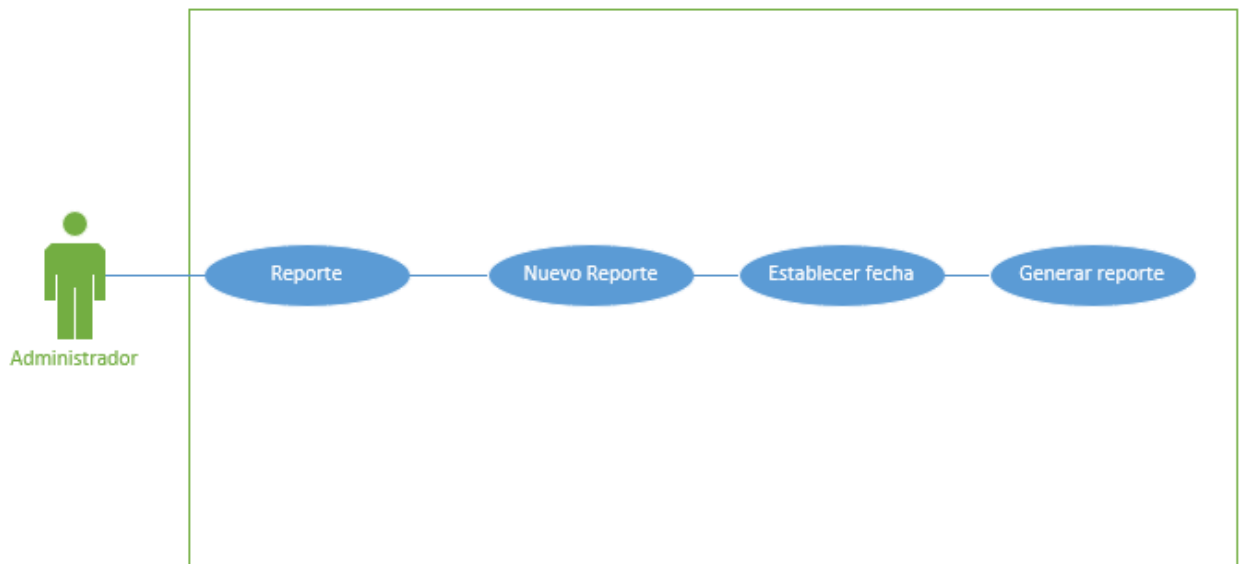 Reporte
Nuevo Reporte
Establecer fecha
Generar reporte
Administrador